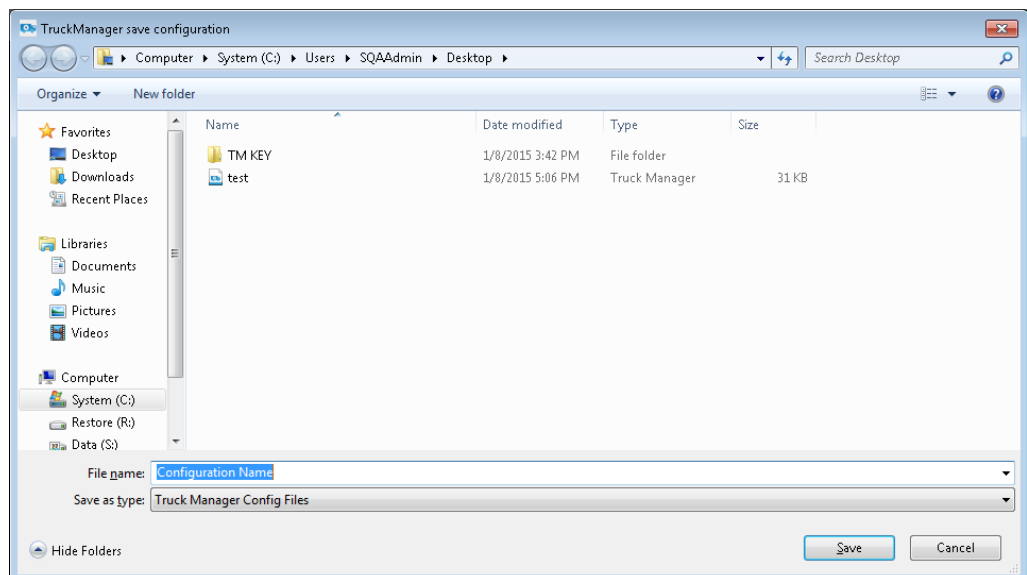 TruckManager save configuration
Computer System (C:) Users SQAAdmin Desktop
Search Desktop
Organize New folder
Favorites
Desktop
Downloads
Recent Places
Libraries
Documents
Music
Pictures
Videos
Computer
System (C:)
Restore (R:)
Data (S:)
Name Date modified Type Size
TM KEY 1/8/2015 3:42 PM File folder
test 1/8/2015 5:06 PM Truck Manager 31 KB
File name: Configuration Name
Save as type: Truck Manager Config Files
Hide Folders
Save Cancel